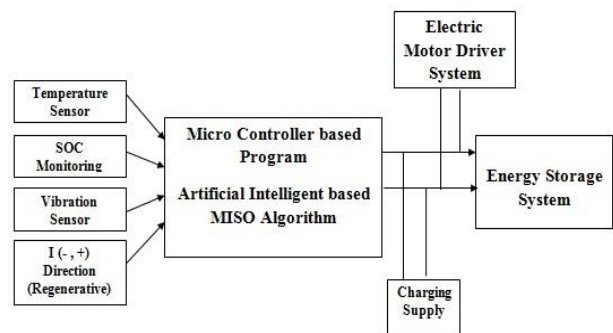 Electric
Motor Driver
System
Temperature
Sensor
SOC
Monitoring
Vibration
Sensor
I (- , +)
Direction
(Regenerative)
Micro Controller based
Program
Artificial Intelligent based
MISO Algorithm
Energy Storage
System
Charging
Supply